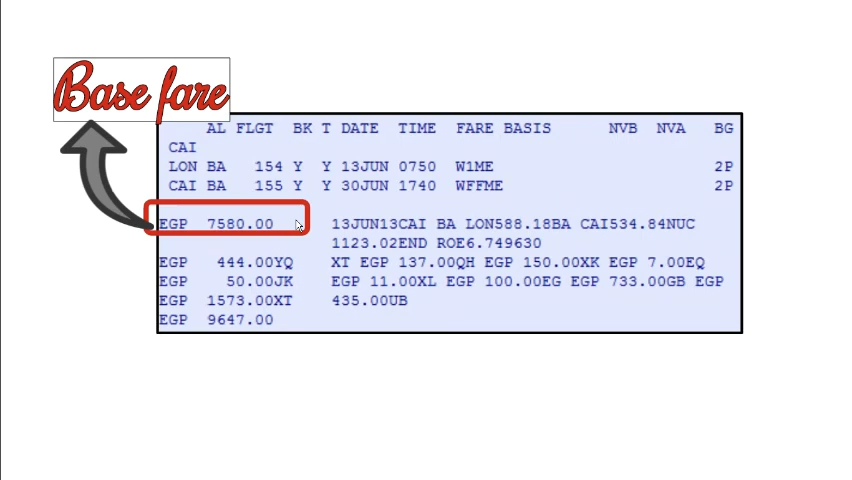 Base fare
AL FLGT BK T DATE TIME FARE BASIS NVB NVA BG
CAI
LON BA 154 Y Y 13JUN 0750 W1ME 2P
CAI BA 155 Y Y 30JUN 1740 WFFME 2P
EGP 7580.00 13JUN13CAI BA LON588.18BA CAI534.84NUC
1123.02END ROE6.749630
EGP 444.00YQ XT EGP 137.00QH EGP 150.00XK EGP 7.00EQ
EGP 50.00JK EGP 11.00XL EGP 100.00EG EGP 733.00GB EGP
EGP 1573.00XT 435.00UB
EGP 9647.00